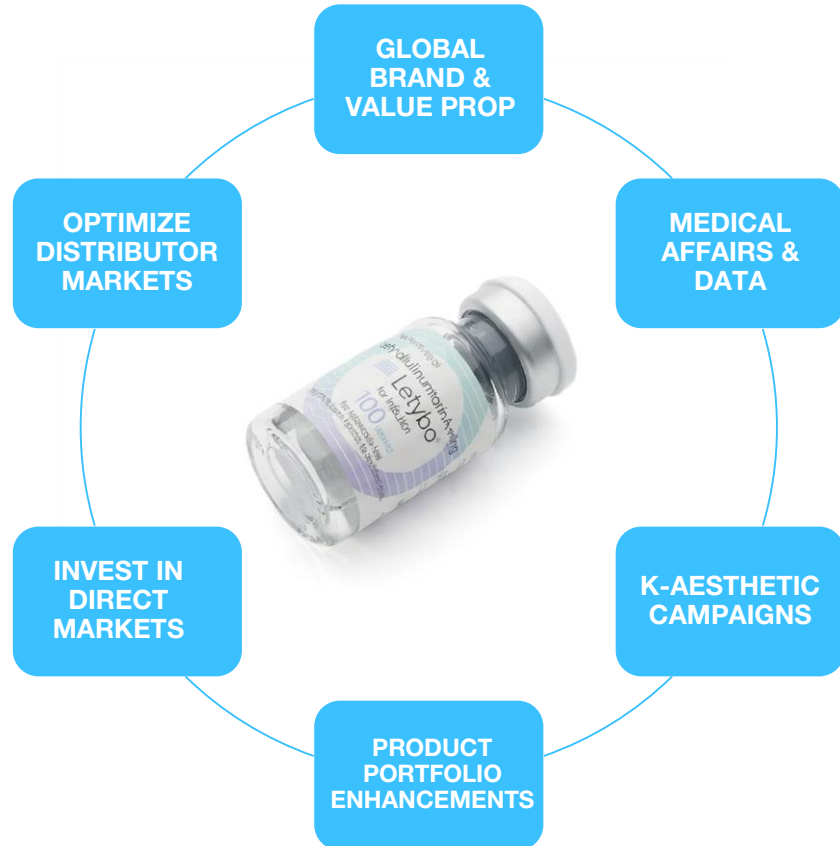 GLOBAL
BRAND &
VALUE PROP
OPTIMIZE
DISTRIBUTOR
MARKETS
MEDICAL
AFFAIRS &
DATA
Letybo®
for Injection
100
INVEST IN
DIRECT
MARKETS
K-AESTHETIC
CAMPAIGNS
PRODUCT
PORTFOLIO
ENHANCEMENTS